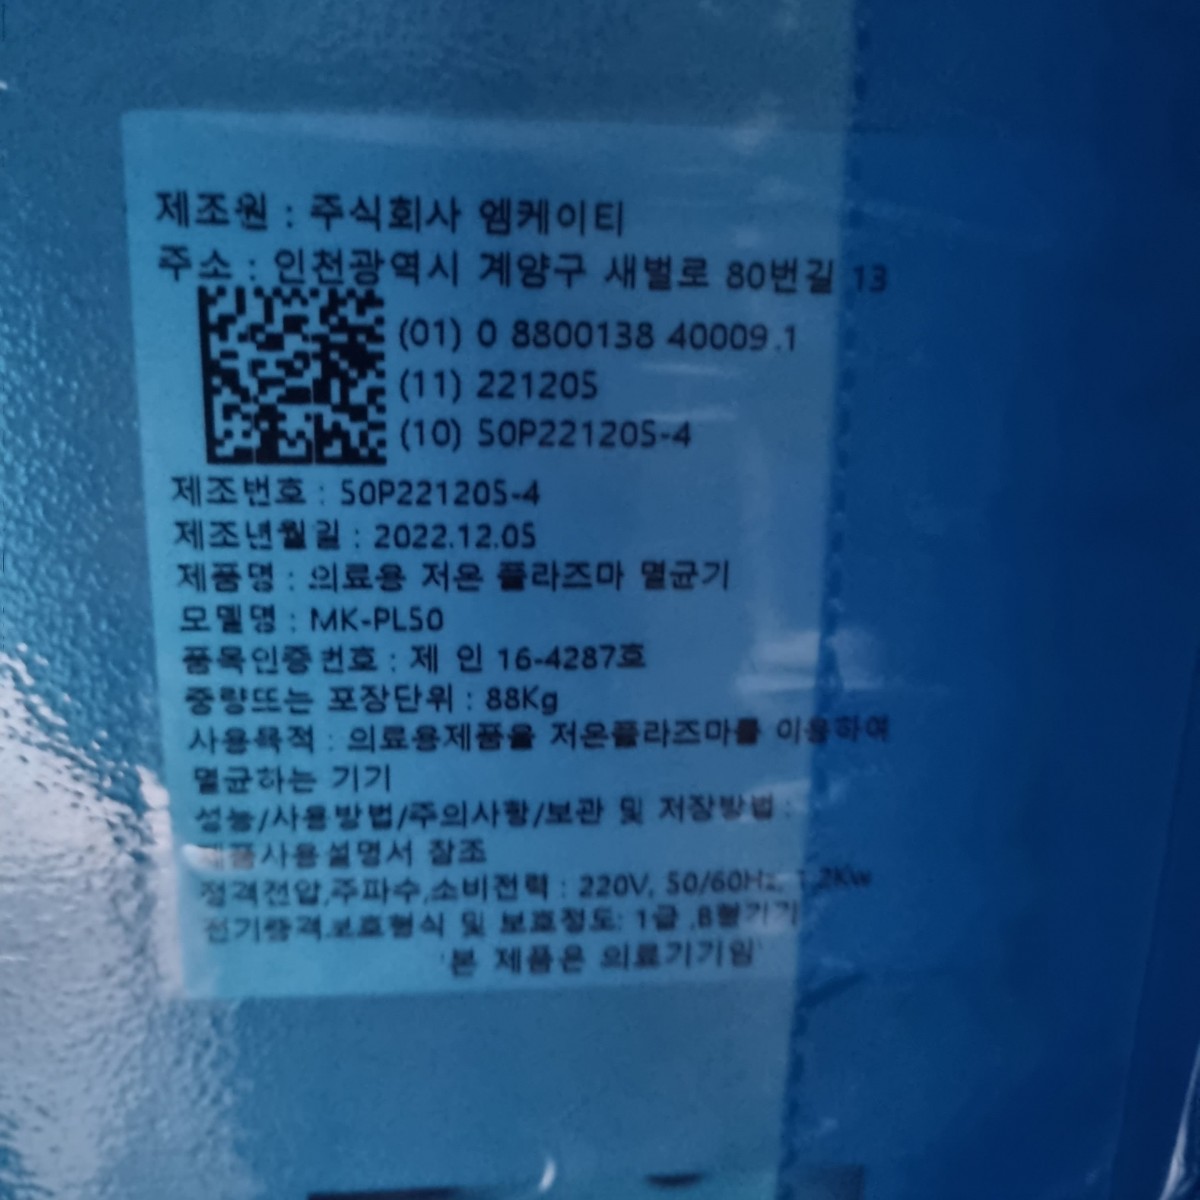 제조원 : 주식회사 엠케이티
주소 : 인천광역시 계양구 새벌로 80번길 13
(01) 0 8800138 40009 1
(11) 221205
(10) 50P221205-4
제조번호 : 50P221205-4
제조년월일 : 2022.12.05
제품명 : 의료용 저온 플라즈마 멸균기
모델명 : MK-PL50
품목인증번호 : 제 인 16-4287호
중량또는 포장단위 : 88Kg
사용목적 : 의료용제품을 저온플라즈마를 이용하여
멸균하는 기기
성능/사용방법/주의사항/보관 및 저장방법 :
제품사용설명서 참조
정격전압,주파수,소비전력 : 220V, 50/60Hz,
전기충격보호형식 및 보호정도: 1급 ,B형기기
'본 제품은 의료기기임'